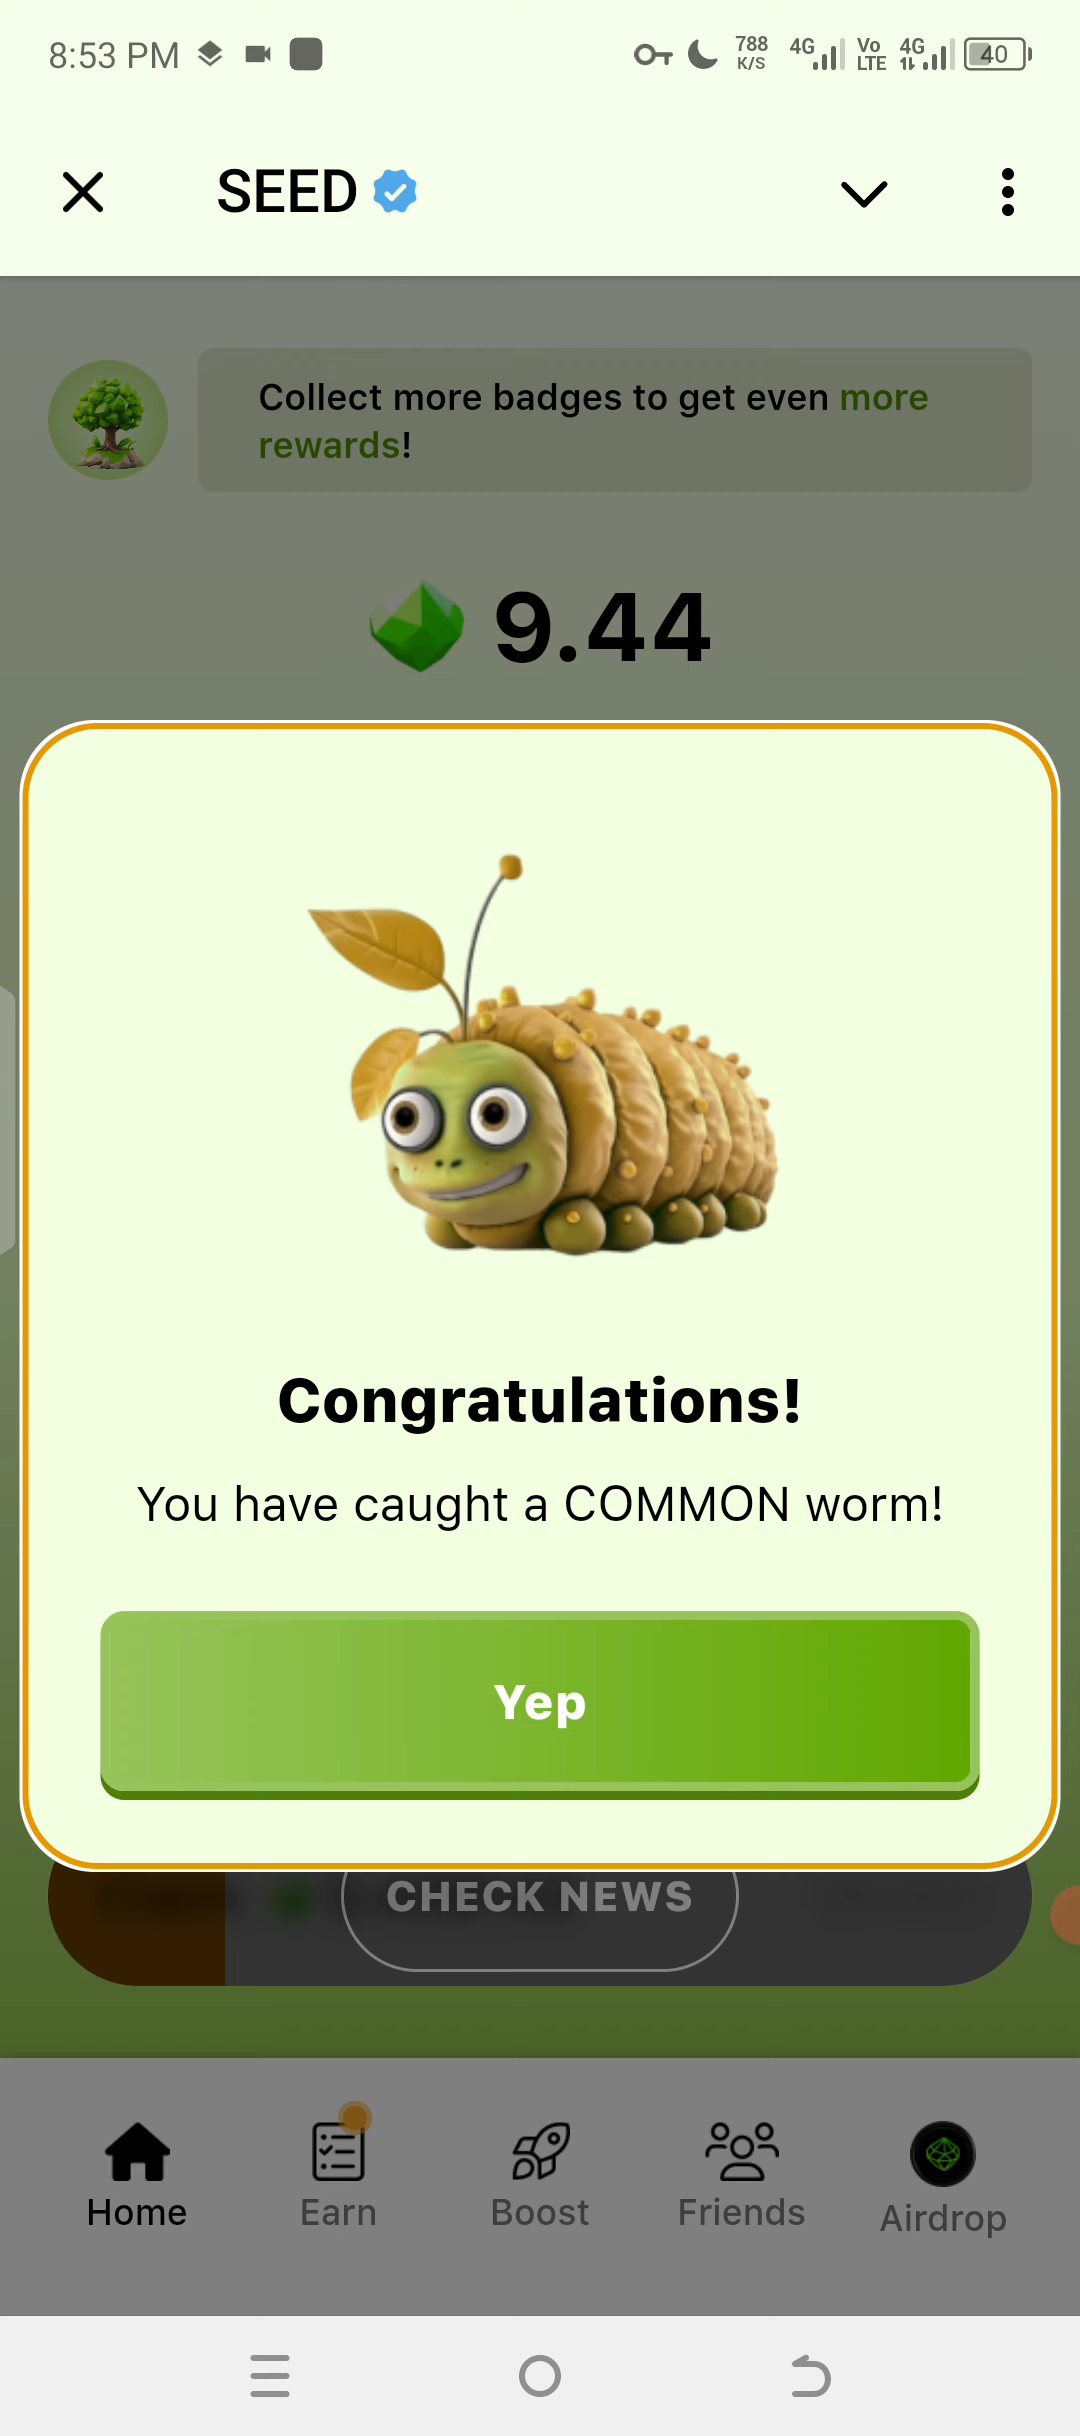 8:53 PM
788
K/S
4G
Vo
LTE
4G
40
SEED
Collect more badges to get even more
rewards!
9.44
Congratulations!
You have caught a COMMON worm!
Yep
CHECK NEWS
Home
Earn
Boost
Friends
Airdrop